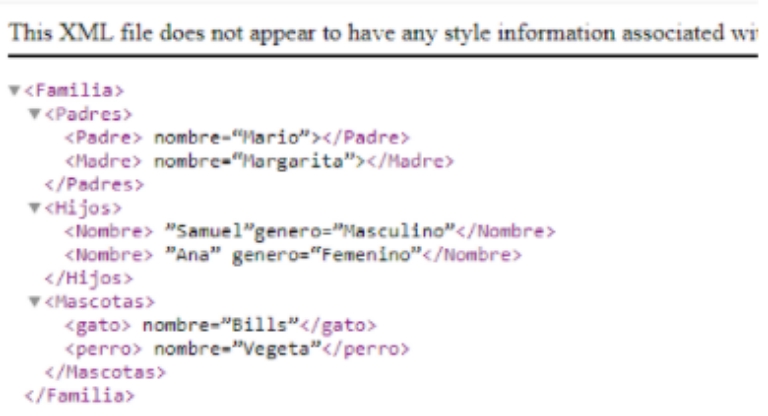 This XML file does not appear to have any style information associated
▼<Familia>
▼<Padres>
<Padre> nombre=“Mario”></Padre>
<Madre> nombre=“Margarita”></Madre>
</Padres>
▼<Hijos>
<Nombre> ”Samuel”genero=”Masculino”</Nombre>
<Nombre> ”Ana” genero=“Femenino”</Nombre>
</Hijos>
▼<Mascotas>
<gato> nombre=”Bills”</gato>
<perro> nombre=”Vegeta”</perro>
</Mascotas>
</Familia>